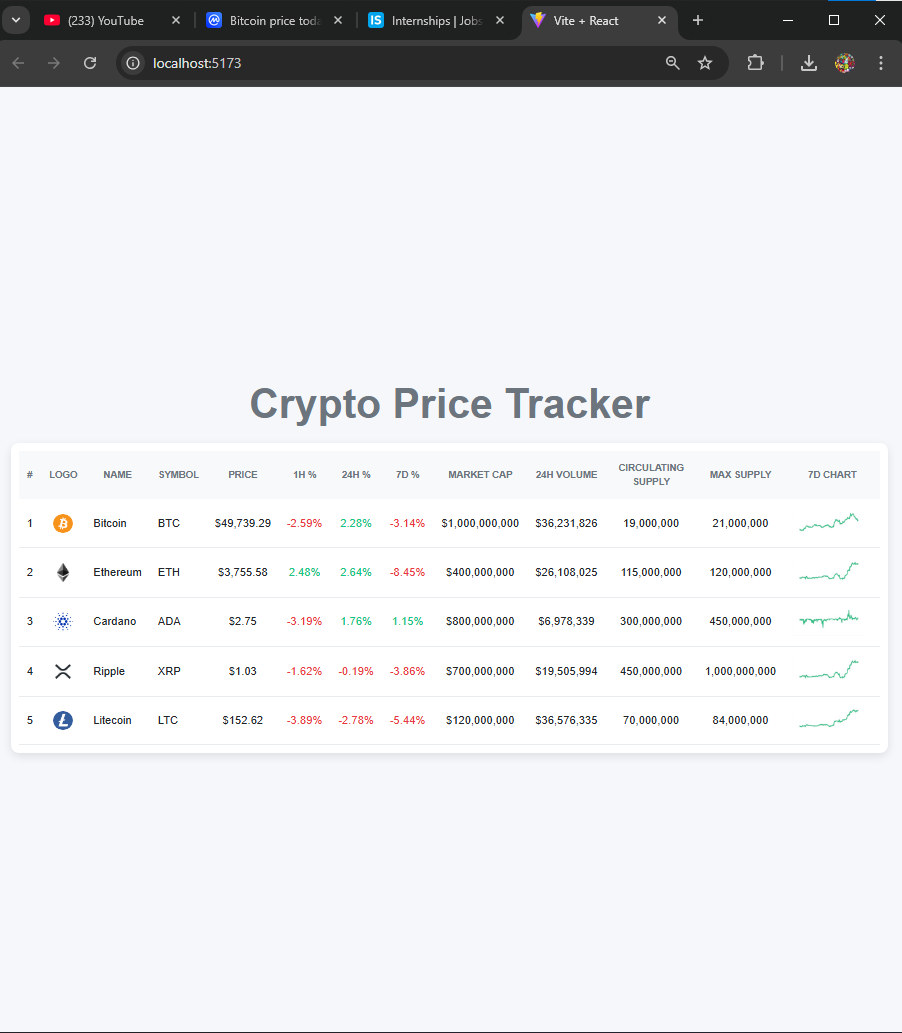 (233) YouTube
Bitcoin price toda
Internships | Jobs
Vite + React
localhost:5173
Crypto Price Tracker
# LOGO NAME SYMBOL PRICE 1H % 24H % 7D % MARKET CAP 24H VOLUME CIRCULATING SUPPLY MAX SUPPLY 7D CHART
1 Bitcoin BTC $49,739.29 -2.59% 2.28% -3.14% $1,000,000,000 $36,231,826 19,000,000 21,000,000
2 Ethereum ETH $3,755.58 2.48% 2.64% -8.45% $400,000,000 $26,108,025 115,000,000 120,000,000
3 Cardano ADA $2.75 -3.19% 1.76% 1.15% $800,000,000 $6,978,339 300,000,000 450,000,000
4 Ripple XRP $1.03 -1.62% -0.19% -3.86% $700,000,000 $19,505,994 450,000,000 1,000,000,000
5 Litecoin LTC $152.62 -3.89% -2.78% -5.44% $120,000,000 $36,576,335 70,000,000 84,000,000